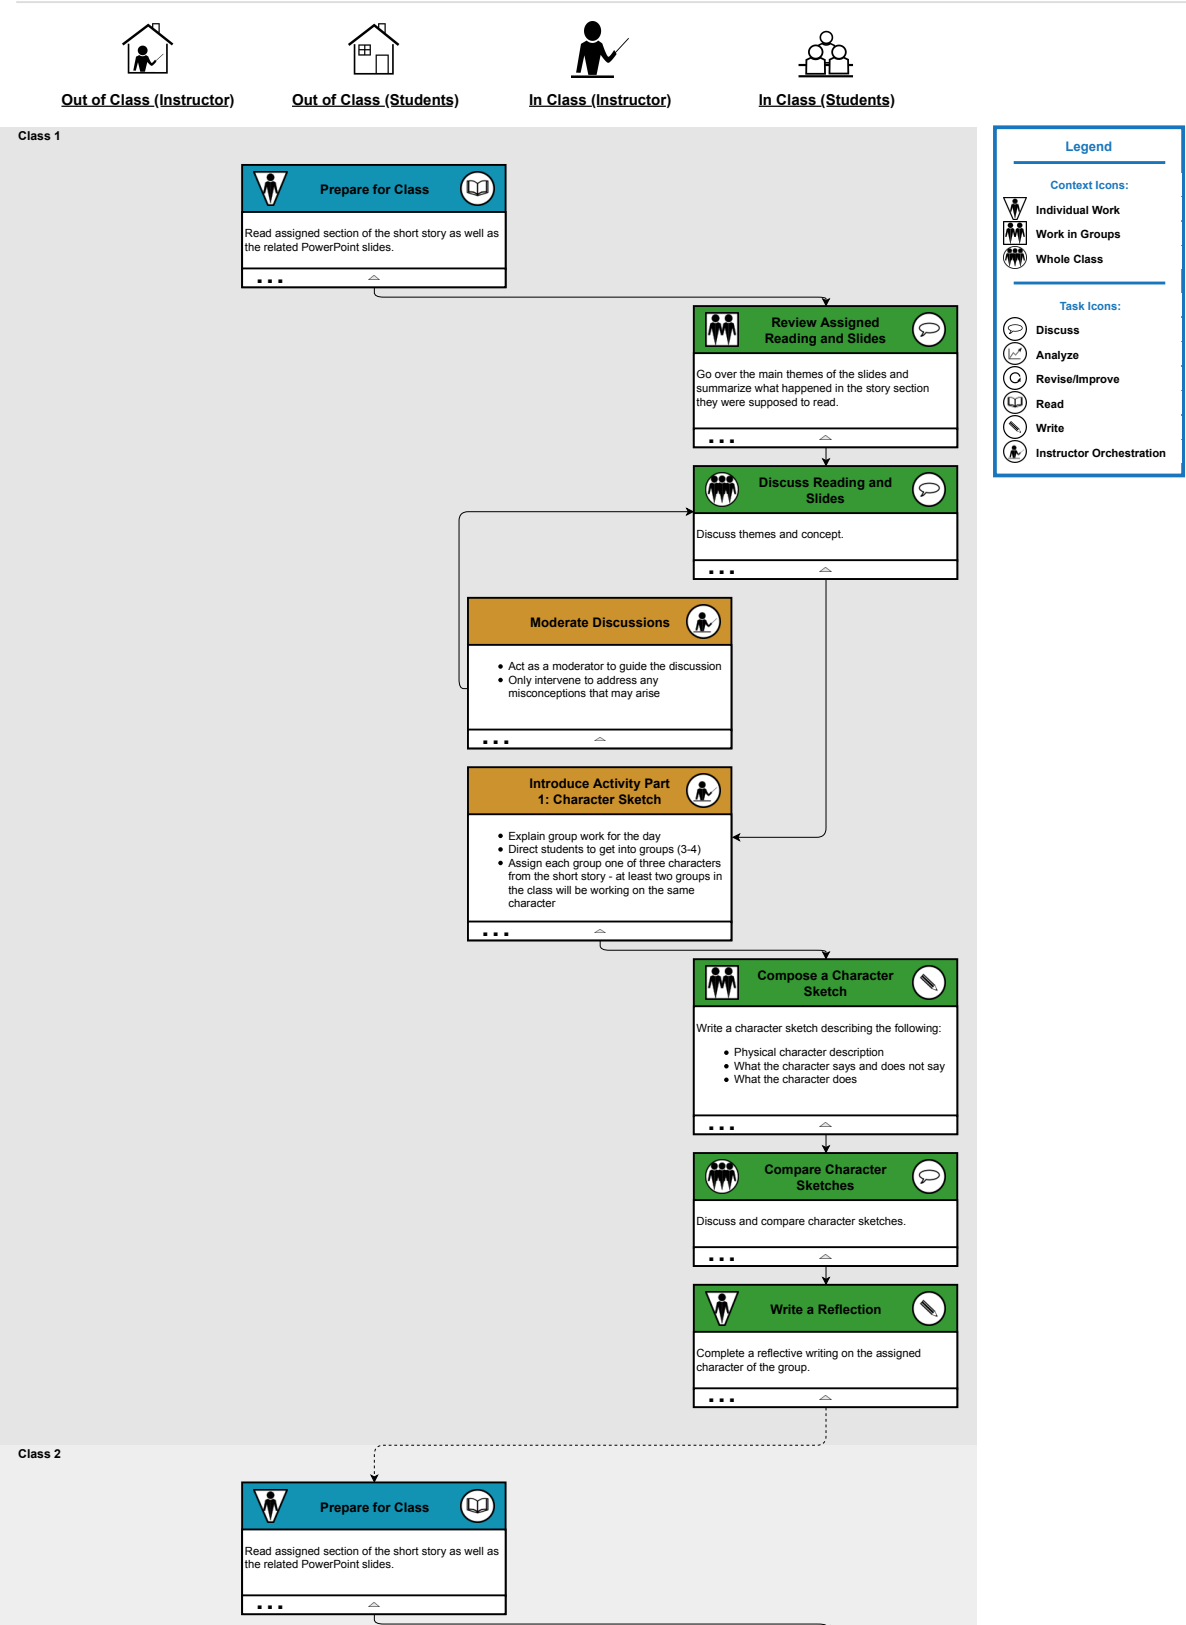 Out of Class (Instructor)
Out of Class (Students)
In Class (Instructor)
In Class (Students)
Class 1
Prepare for Class
Read assigned section of the short story as well as
the related PowerPoint slides.
Review Assigned
Reading and Slides
Go over the main themes of the slides and
summarize what happened in the story section
they were supposed to read.
Discuss Reading and
Slides
Discuss themes and concept.
Moderate Discussions
Act as a moderator to guide the discussion
Only intervene to address any
misconceptions that may arise
Introduce Activity Part
1: Character Sketch
Explain group work for the day
Direct students to get into groups (3-4)
Assign each group one of three characters
from the short story - at least two groups in
the class will be working on the same
character
Compose a Character
Sketch
Write a character sketch describing the following:
Physical character description
What the character says and does not say
What the character does
Compare Character
Sketches
Discuss and compare character sketches.
Write a Reflection
Complete a reflective writing on the assigned
character of the group.
Class 2
Prepare for Class
Read assigned section of the short story as well as
the related PowerPoint slides.
Legend
Context Icons:
Individual Work
Work in Groups
Whole Class
Task Icons:
Discuss
Analyze
Revise/Improve
Read
Write
Instructor Orchestration